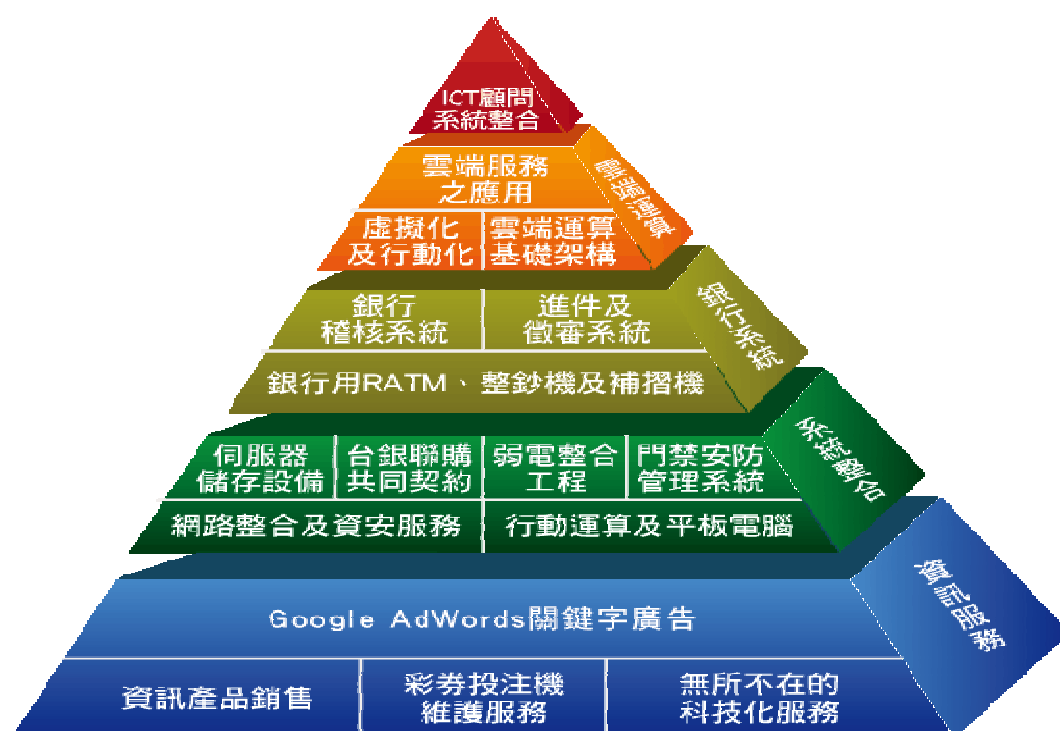 ICT顧問
系統整合
雲端服務
之應用
雲端運算
虛擬化
及行動化
雲端運算
基礎架構
銀行
稽核系統
進件及
徵審系統
銀行系統
銀行用RATM、整鈔機及補摺機
伺服器
儲存設備
台銀聯購
共同契約
弱電整合
工程
門禁安防
管理系統
系統整合
網路整合及資安服務
行動運算及平板電腦
Google AdWords關鍵字廣告
資訊服務
資訊產品銷售
彩券投注機
維護服務
無所不在的
科技化服務